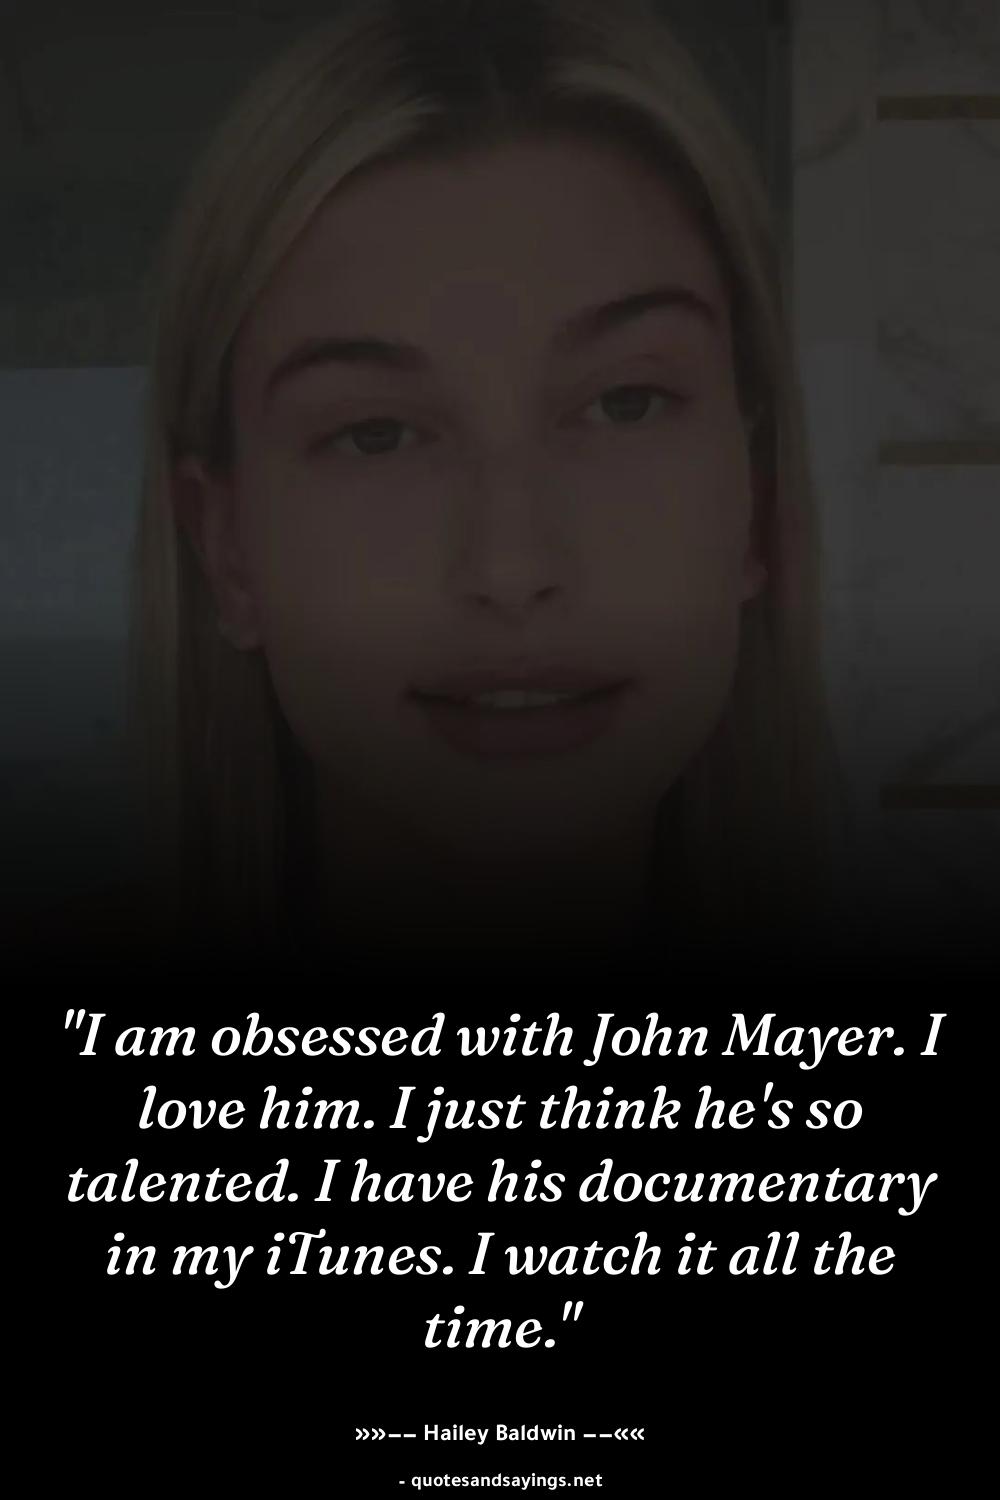 "I am obsessed with John Mayer. I
love him. I just think he's so
talented. I have his documentary
in my iTunes. I watch it all the
time."
»»−− Hailey Baldwin −−««
- quotesandsayings.net